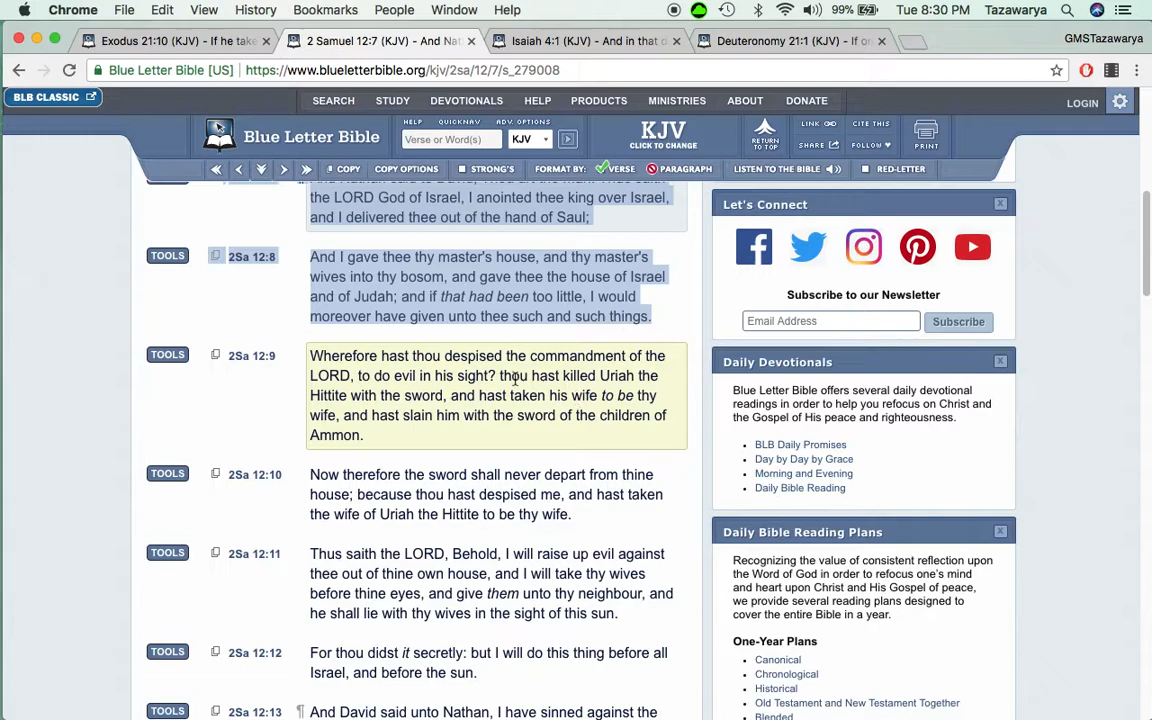 Chrome File Edit View History Bookmarks People Window Help 99% Tue 8:30 PM Tazawarya
Exodus 21:10 (KJV) - If he take
2 Samuel 12:7 (KJV) - And Nat
Isaiah 4:1 (KJV) - And in that d
Deuteronomy 21:1 (KJV) - If on
GMSTazawarya
Blue Letter Bible [US] https://www.blueletterbible.org/kjv/2sa/12/7/s_279008
BLB CLASSIC
SEARCH STUDY DEVOTIONALS HELP PRODUCTS MINISTRIES ABOUT DONATE
LOGIN
Blue Letter Bible
HELP QUICKNAV ADV. OPTIONS
Verse or Word(s) KJV
KJV
CLICK TO CHANGE
RETURN
TO TOP
LINK CITE THIS
SHARE FOLLOW
PRINT
COPY COPY OPTIONS STRONG'S FORMAT BY: VERSE PARAGRAPH LISTEN TO THE BIBLE RED-LETTER
And Nathan said to David, Thou art the man. Thus saith
the LORD God of Israel, I anointed thee king over Israel,
and I delivered thee out of the hand of Saul;
TOOLS 2Sa 12:8 And I gave thee thy master's house, and thy master's
wives into thy bosom, and gave thee the house of Israel
and of Judah; and if that had been too little, I would
moreover have given unto thee such and such things.
TOOLS 2Sa 12:9 Wherefore hast thou despised the commandment of the
LORD, to do evil in his sight? thou hast killed Uriah the
Hittite with the sword, and hast taken his wife to be thy
wife, and hast slain him with the sword of the children of
Ammon.
TOOLS 2Sa 12:10 Now therefore the sword shall never depart from thine
house; because thou hast despised me, and hast taken
the wife of Uriah the Hittite to be thy wife.
TOOLS 2Sa 12:11 Thus saith the LORD, Behold, I will raise up evil against
thee out of thine own house, and I will take thy wives
before thine eyes, and give them unto thy neighbour, and
he shall lie with thy wives in the sight of this sun.
TOOLS 2Sa 12:12 For thou didst it secretly: but I will do this thing before all
Israel, and before the sun.
TOOLS 2Sa 12:13 ¶ And David said unto Nathan, I have sinned against the
Let's Connect
Subscribe to our Newsletter
Email Address Subscribe
Daily Devotionals
Blue Letter Bible offers several daily devotional
readings in order to help you refocus on Christ and
the Gospel of His peace and righteousness.
BLB Daily Promises
Day by Day by Grace
Morning and Evening
Daily Bible Reading
Daily Bible Reading Plans
Recognizing the value of consistent reflection upon
the Word of God in order to refocus one's mind
and heart upon Christ and His Gospel of peace,
we provide several reading plans designed to
cover the entire Bible in a year.
One-Year Plans
Canonical
Chronological
Historical
Old Testament and New Testament Together
Blended